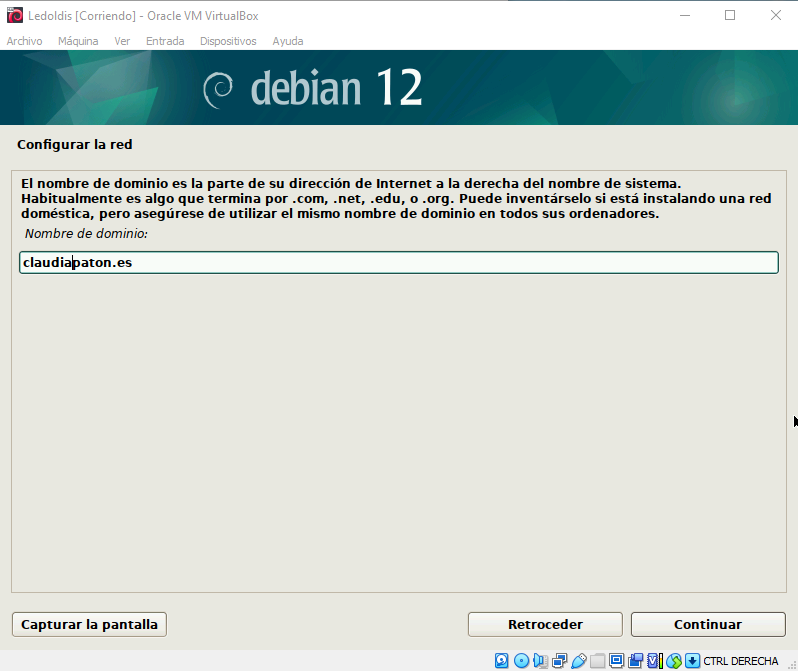 Ledoldis [Corriendo] - Oracle VM VirtualBox
Archivo Máquina Ver Entrada Dispositivos Ayuda
debian 12
Configurar la red
El nombre de dominio es la parte de su dirección de Internet a la derecha del nombre de sistema.
Habitualmente es algo que termina por .com, .net, .edu, o .org. Puede inventárselo si está instalando una red
doméstica, pero asegúrese de utilizar el mismo nombre de dominio en todos sus ordenadores.
Nombre de dominio:
claudiapaton.es
Capturar la pantalla Retroceder Continuar
CTRL DERECHA